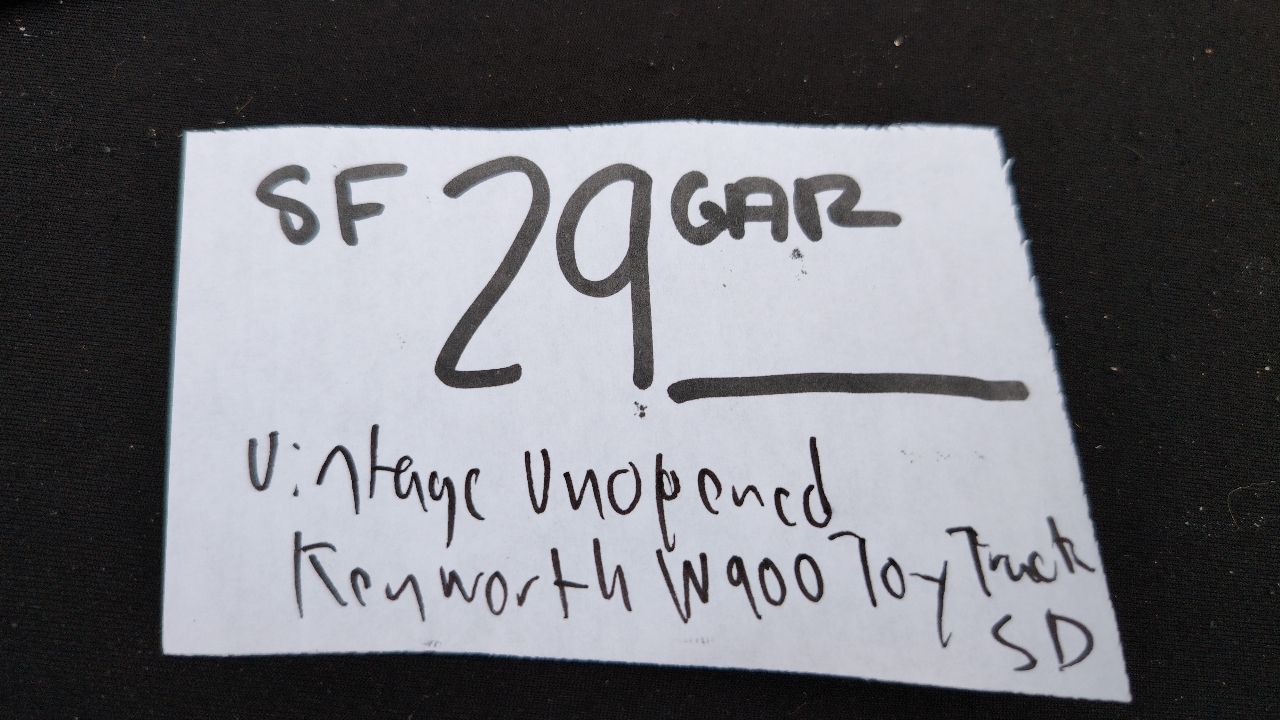 SF 29 GAR
Vintage Unopened
Kenworth W900 Toy Truck
SD